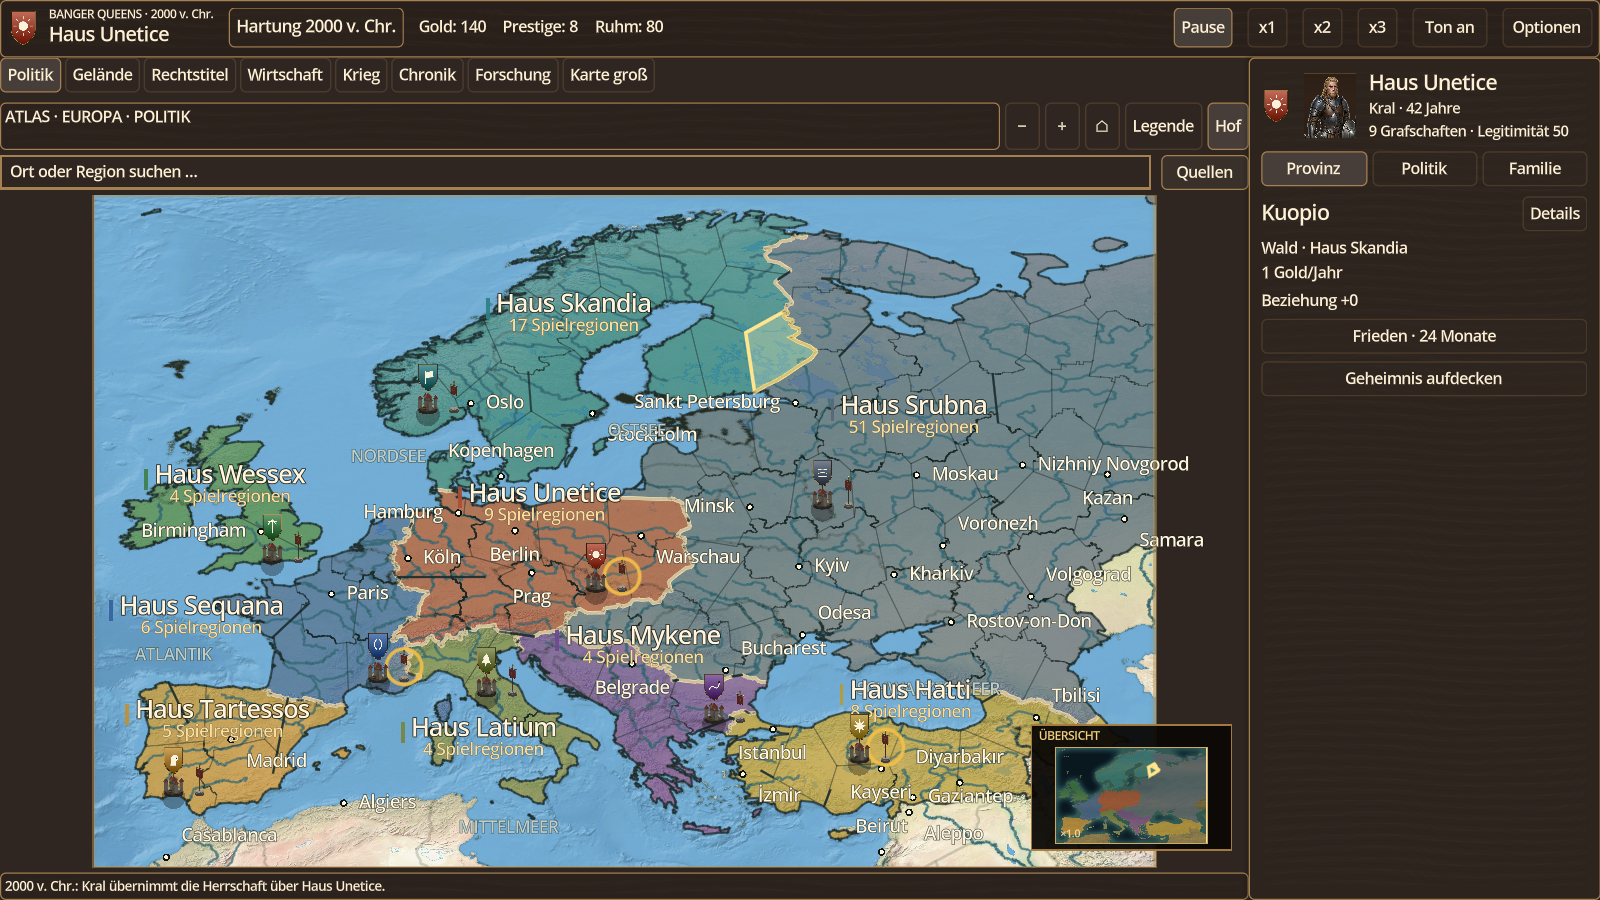 BANGER QUEENS · 2000 v. Chr.
Haus Unetice
Hartung 2000 v. Chr.
Gold: 140 Prestige: 8 Ruhm: 80
Pause x1 x2 x3 Ton an Optionen
Politik Gelände Rechtstitel Wirtschaft Krieg Chronik Forschung Karte groß
ATLAS · EUROPA · POLITIK
− + Legende Hof
Ort oder Region suchen ...
Quellen
Haus Skandia
17 Spielregionen
Oslo
Sankt Petersburg
Haus Srubna
51 Spielregionen
OSTSEE
Stockholm
NORDSEE
Kopenhagen
Moskau
Nizhniy Novgorod
Haus Wessex
4 Spielregionen
Kazan
Haus Unetice
9 Spielregionen
Hamburg
Minsk
Birmingham
Voronezh
Samara
Köln
Berlin
Warschau
Kyiv
Kharkiv
Volgograd
Paris
Prag
Haus Sequana
6 Spielregionen
Odesa
Rostov-on-Don
Haus Mykene
4 Spielregionen
ATLANTIK
Bucharest
Belgrade
Haus Hatti
8 Spielregionen
Tbilisi
Haus Tartessos
5 Spielregionen
Haus Latium
4 Spielregionen
Madrid
Istanbul
Diyarbakır
Algiers
İzmir
Kayseri
Gaziantep
Casablanca
MITTELMEER
Beirut
Aleppo
ÜBERSICHT
x1.0
2000 v. Chr.: Kral übernimmt die Herrschaft über Haus Unetice.
Haus Unetice
Kral · 42 Jahre
9 Grafschaften · Legitimität 50
Provinz Politik Familie
Kuopio
Details
Wald · Haus Skandia
1 Gold/Jahr
Beziehung +0
Frieden · 24 Monate
Geheimnis aufdecken